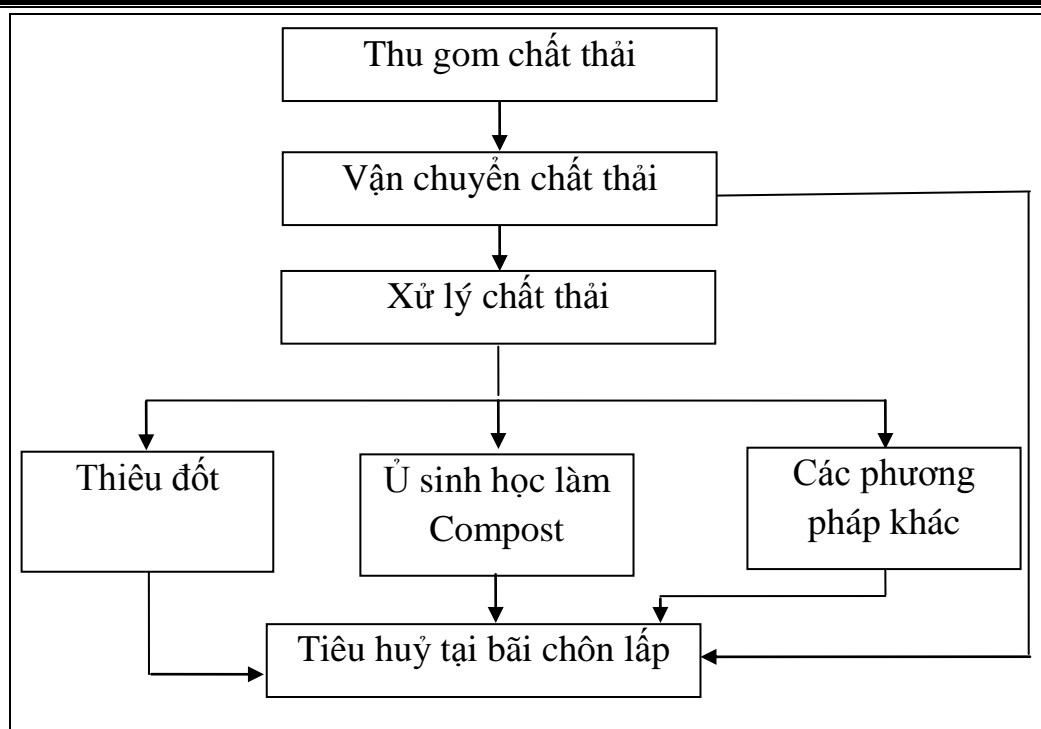 Thu gom chất thải
Vận chuyển chất thải
Xử lý chất thải
Thiêu đốt
Ủ sinh học làm
Compost
Các phương
pháp khác
Tiêu huỷ tại bãi chôn lấp